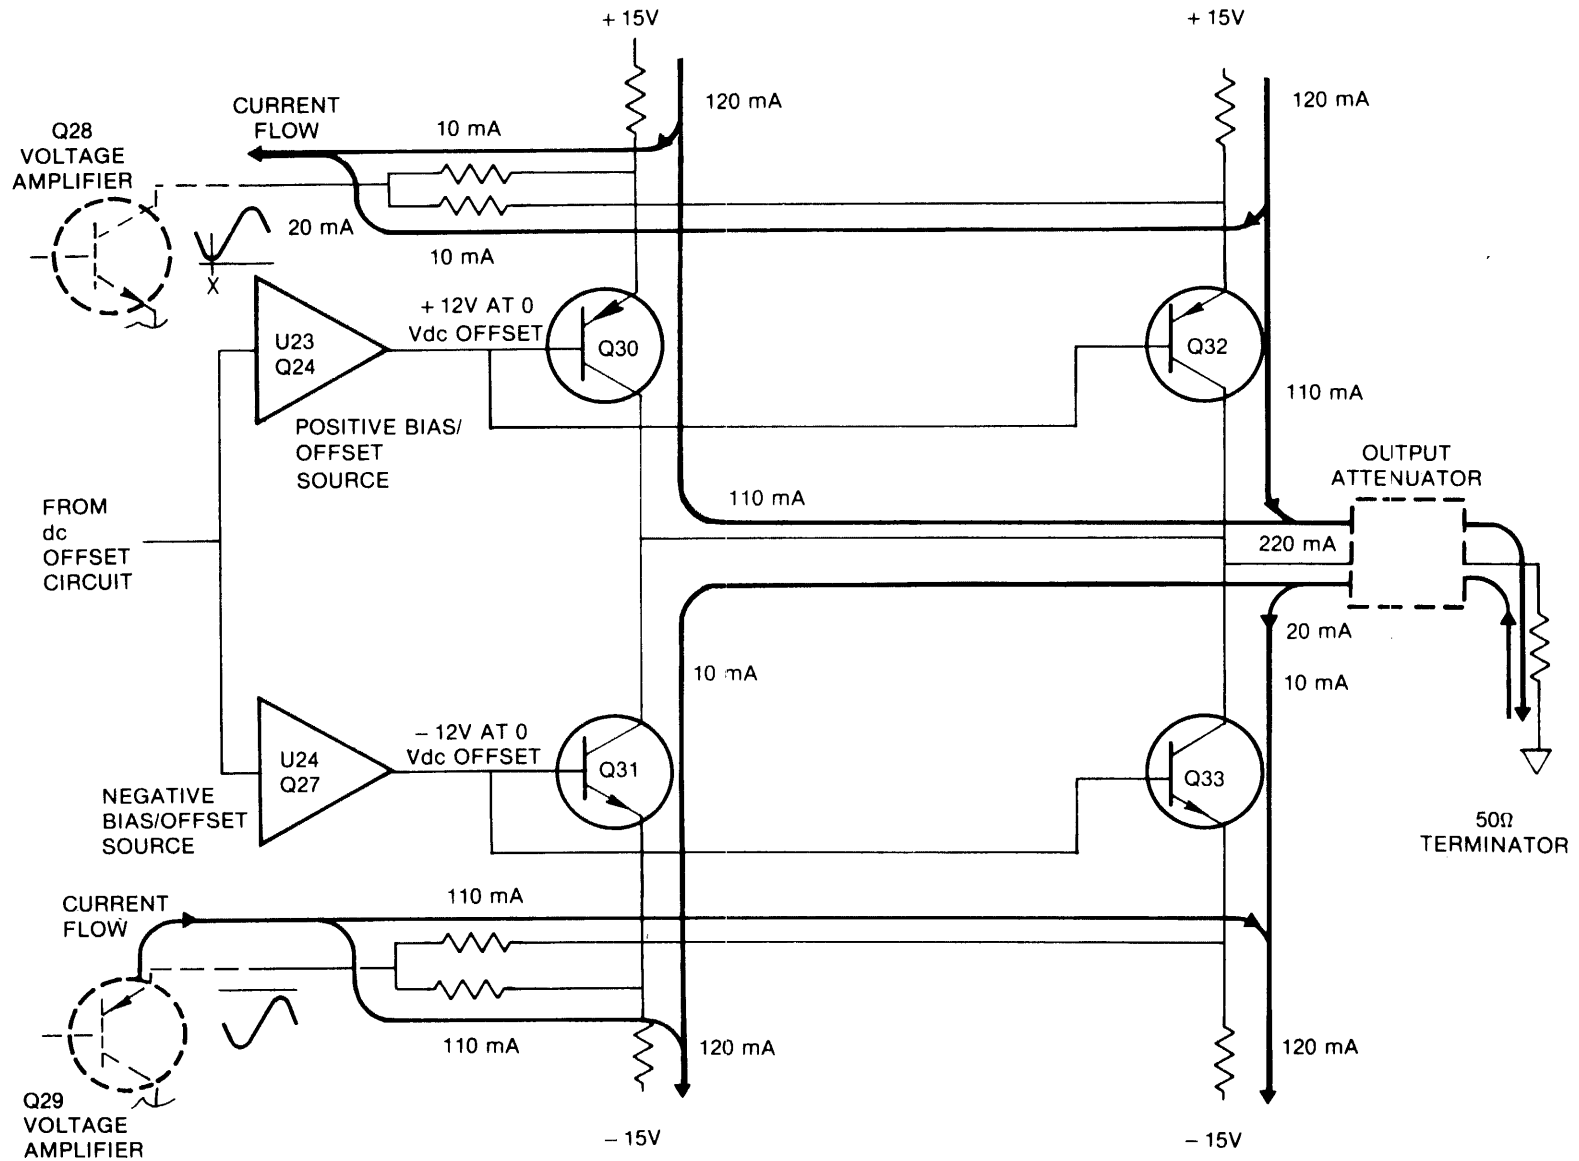 + 15V
+ 15V
120 mA
120 mA
CURRENT
FLOW
10 mA
Q28
VOLTAGE
AMPLIFIER
20 mA
10 mA
X
+ 12V AT 0
Vdc OFFSET
U23
Q24
Q30
Q32
110 mA
POSITIVE BIAS/
OFFSET
SOURCE
OUTPUT
ATTENUATOR
110 mA
FROM
dc
OFFSET
CIRCUIT
220 mA
20 mA
10 mA
10 mA
− 12V AT 0
Vdc OFFSET
U24
Q27
Q31
Q33
NEGATIVE
BIAS/OFFSET
SOURCE
50Ω
TERMINATOR
CURRENT
FLOW
110 mA
110 mA
120 mA
120 mA
Q29
VOLTAGE
AMPLIFIER
− 15V
− 15V